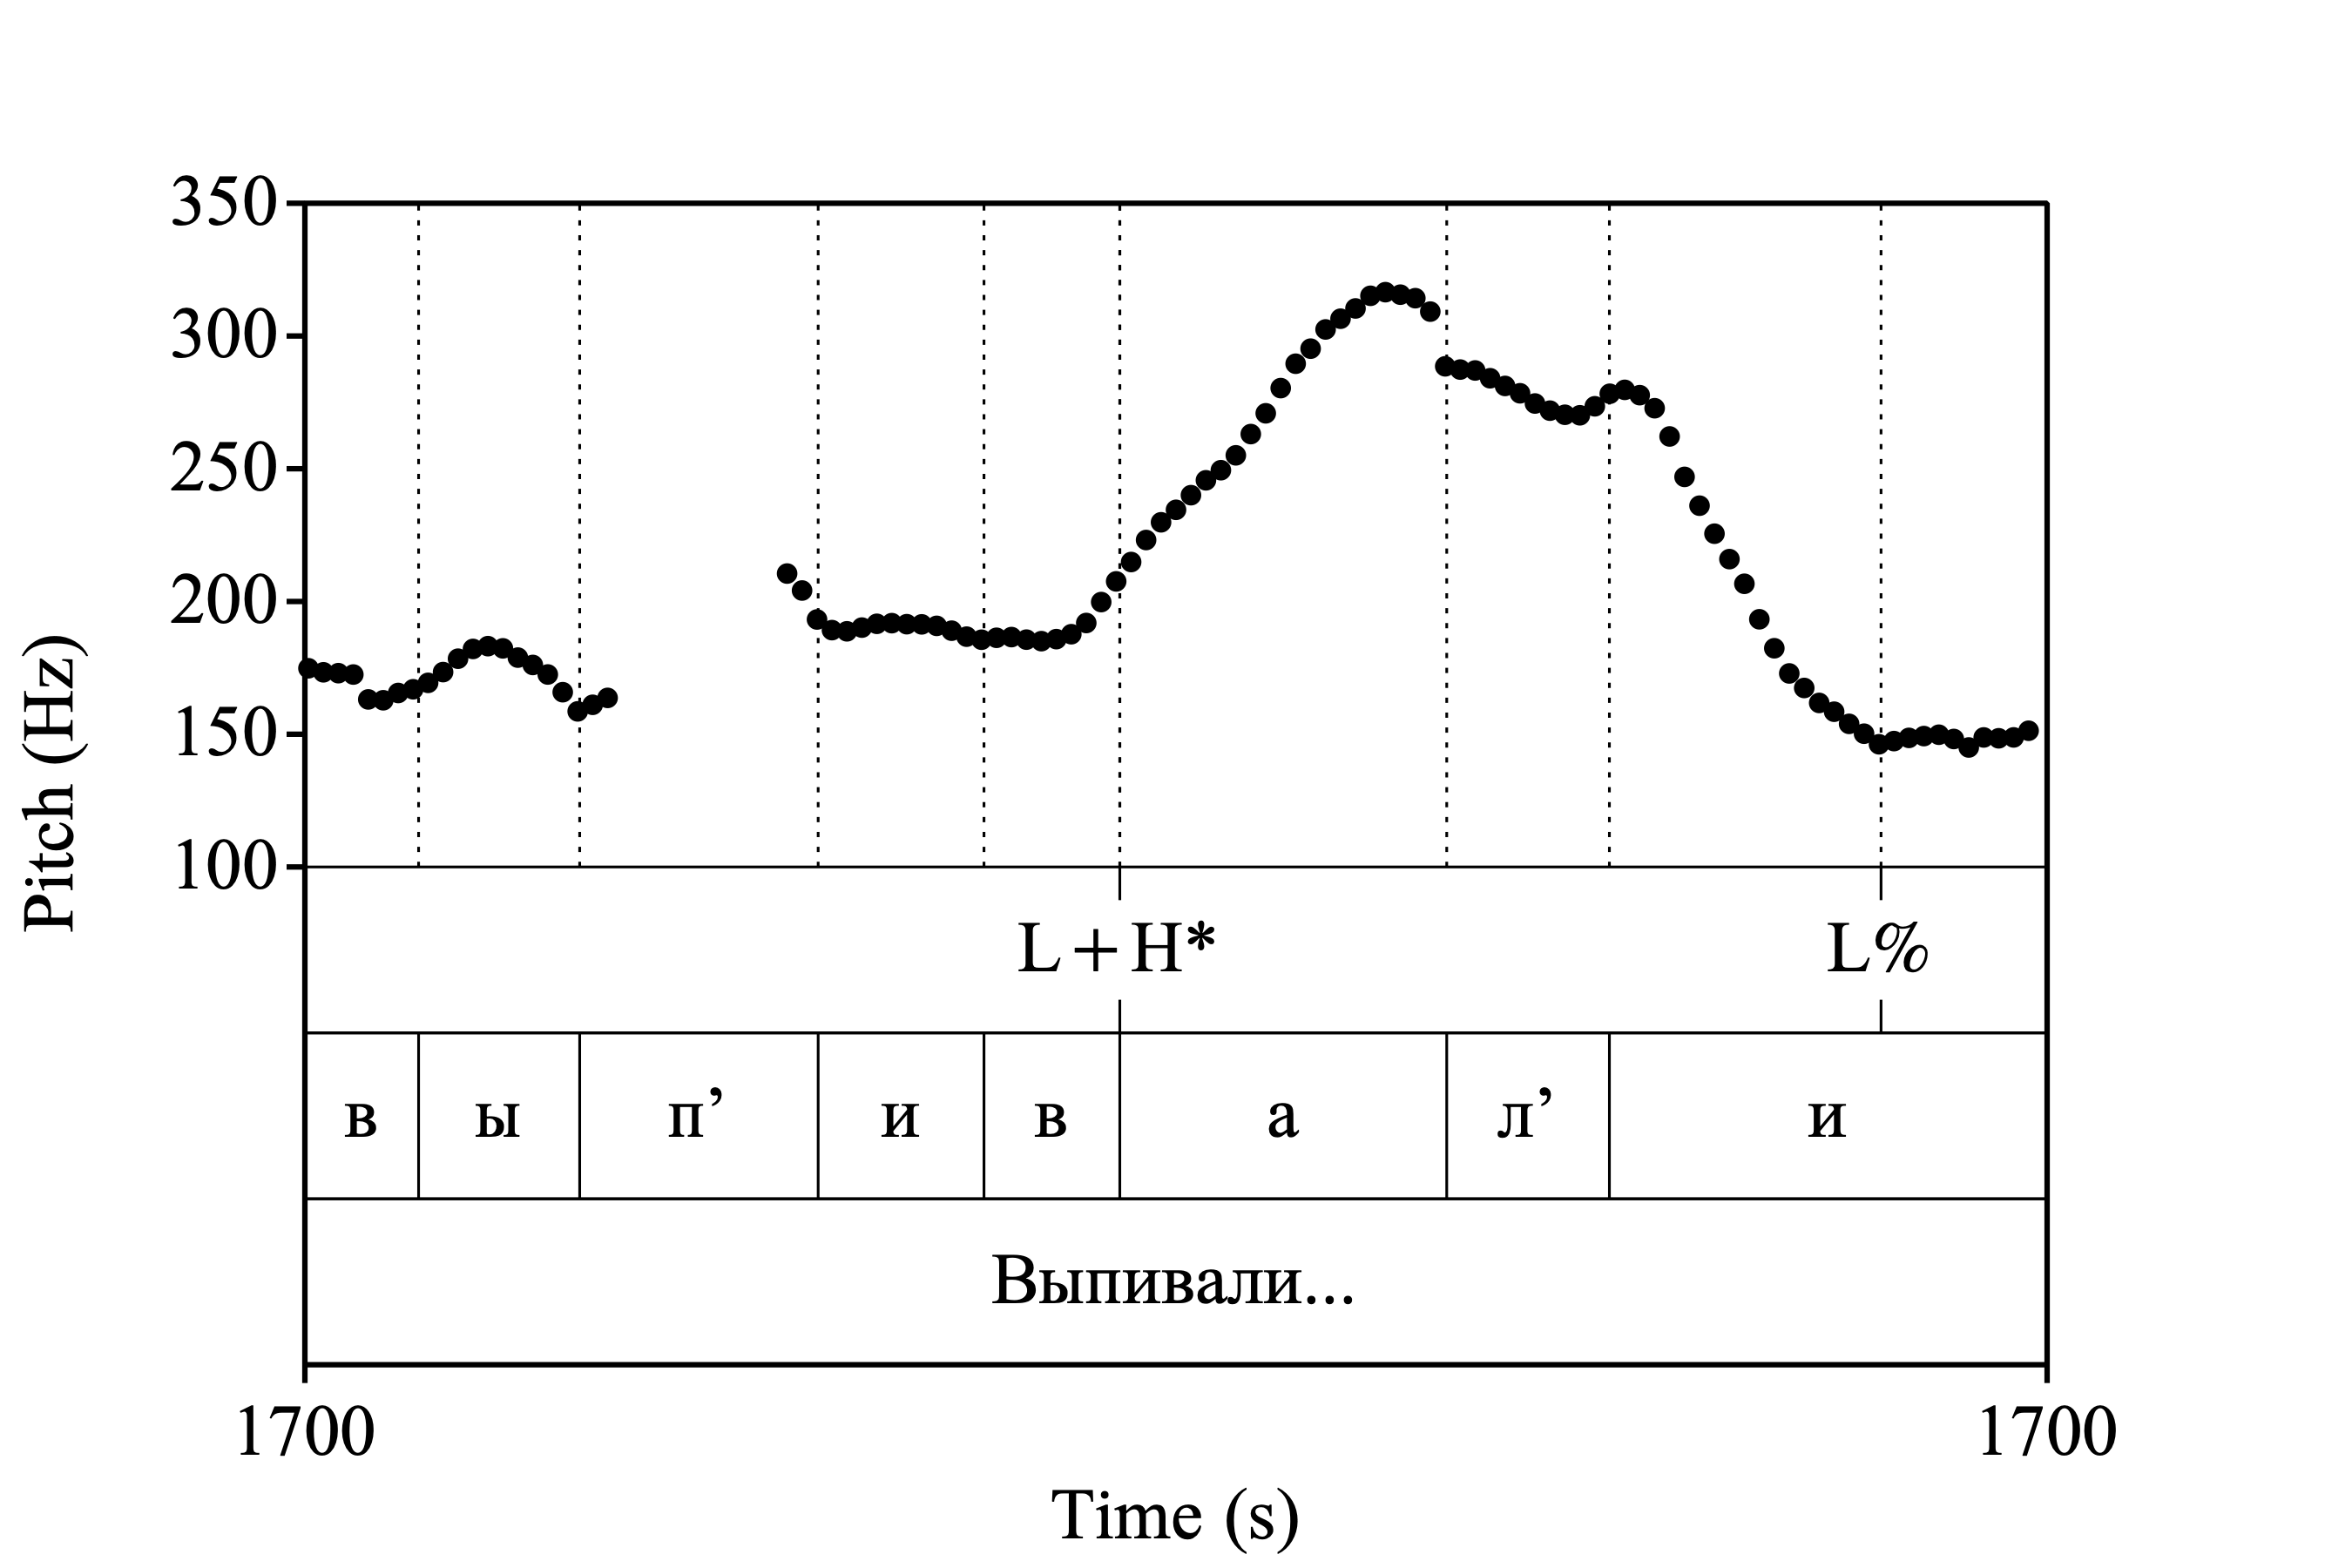 350
300
250
200
150
100
Pitch (Hz)
L+H* L%
в ы п’ и в а л’ и
Выпивали...
1700 1700
Time (s)